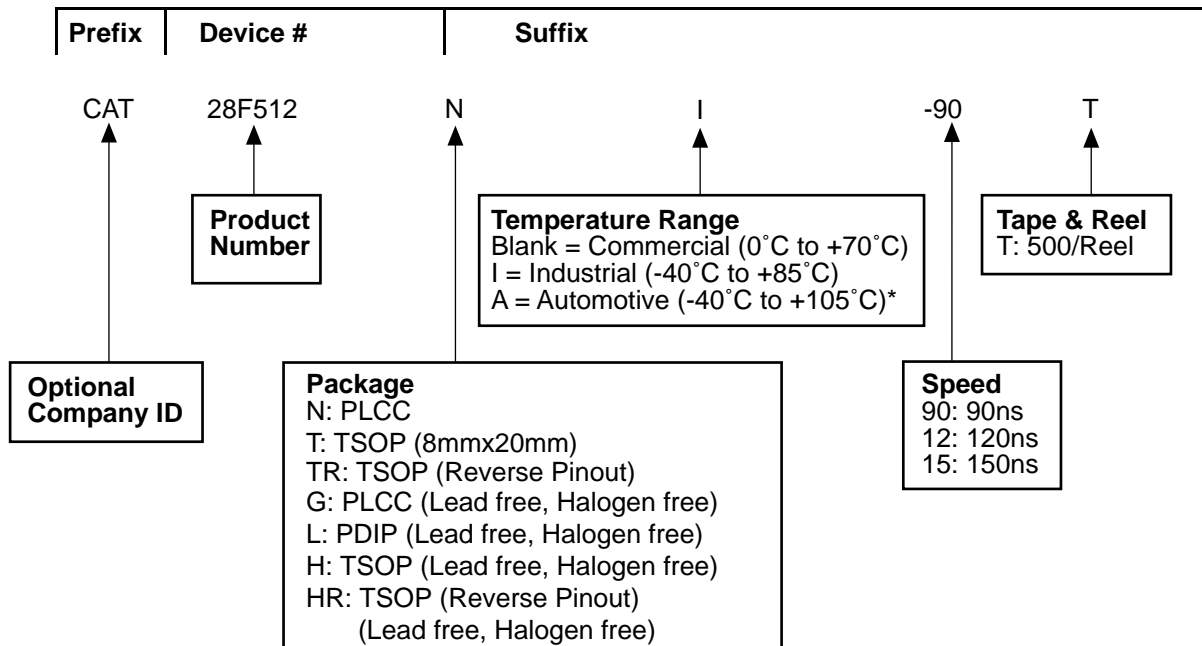 Prefix Device # Suffix
CAT 28F512 N I -90 T
Product
Number
Temperature Range
Blank = Commercial (0˚C to +70˚C)
I = Industrial (-40˚C to +85˚C)
A = Automotive (-40˚C to +105˚C)*
Tape & Reel
T: 500/Reel
Optional
Company ID
Package
N: PLCC
T: TSOP (8mmx20mm)
TR: TSOP (Reverse Pinout)
G: PLCC (Lead free, Halogen free)
L: PDIP (Lead free, Halogen free)
H: TSOP (Lead free, Halogen free)
HR: TSOP (Reverse Pinout)
(Lead free, Halogen free)
Speed
90: 90ns
12: 120ns
15: 150ns